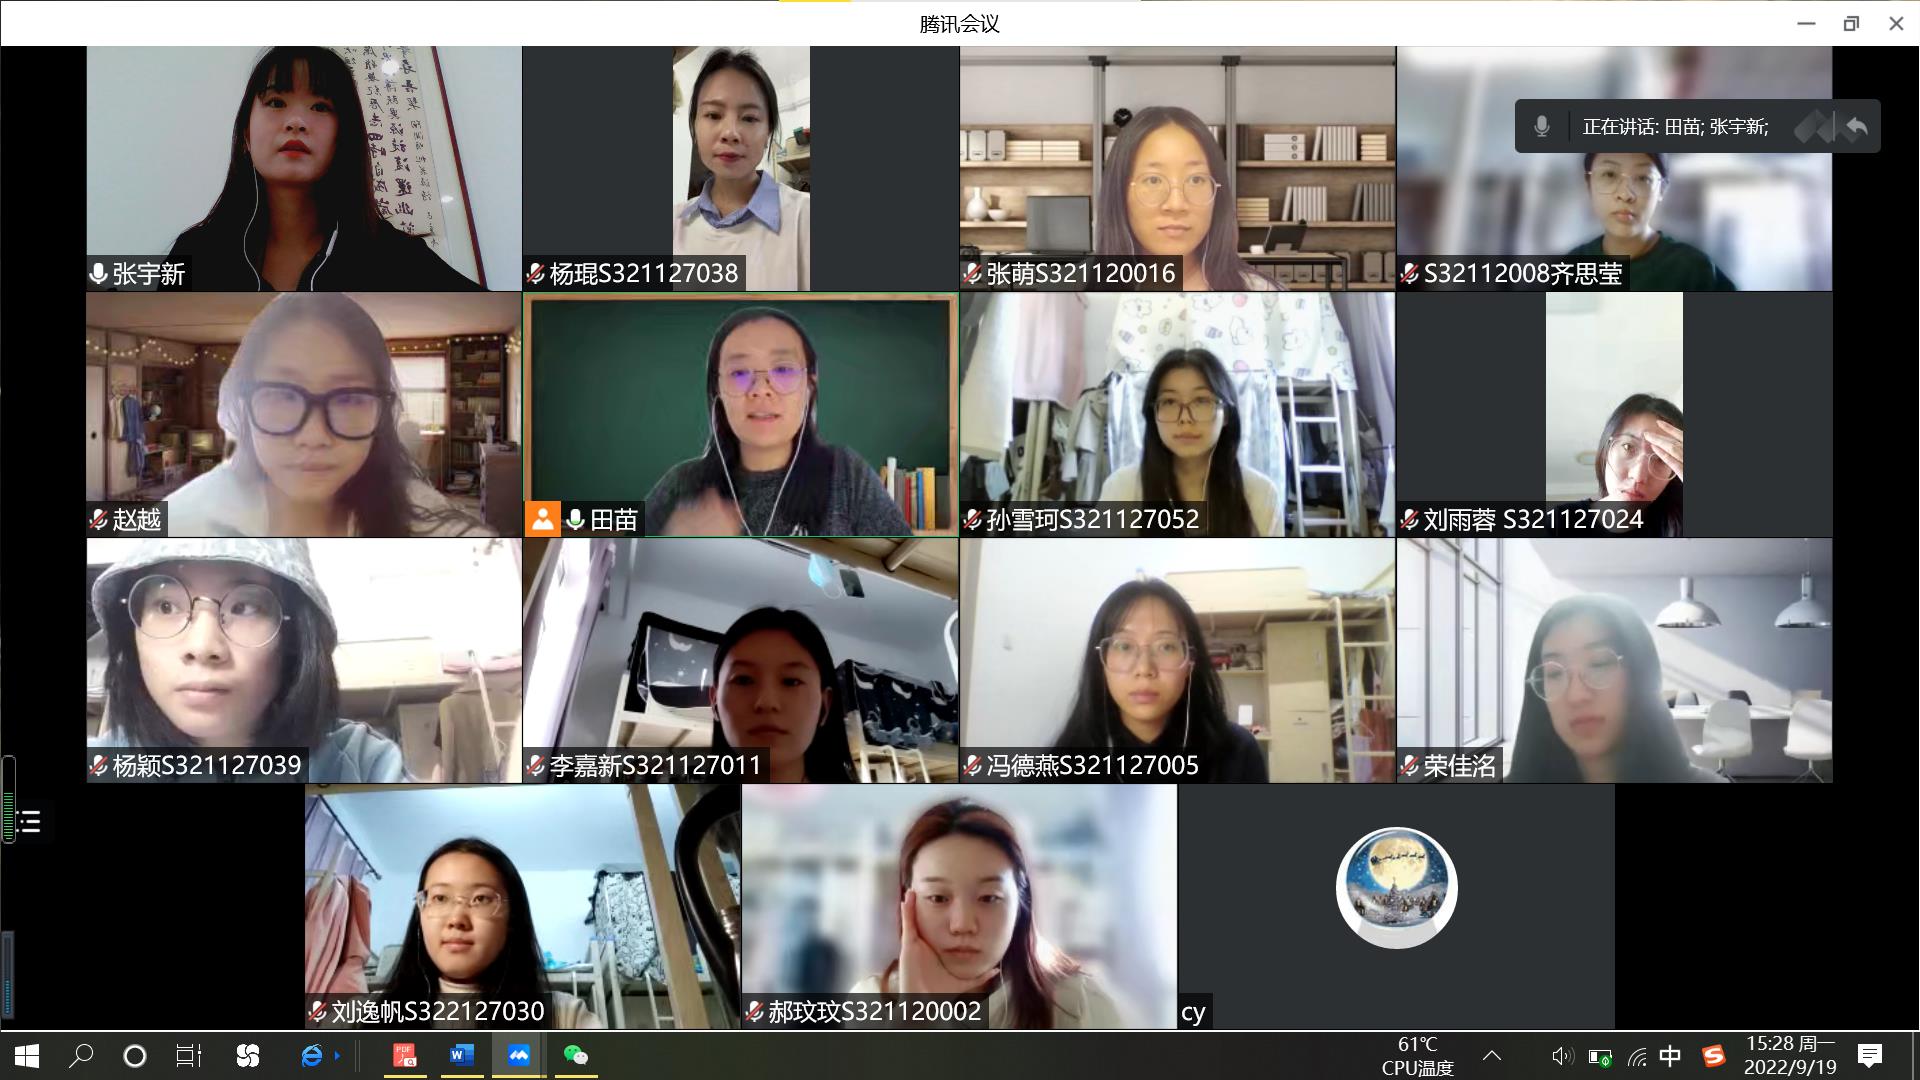 腾讯会议
正在讲话: 田苗; 张宇新;
张宇新
杨琨S321127038
张萌S321120016
S32112008齐思莹
赵越
田苗
孙雪珂S321127052
刘雨蓉 S321127024
杨颖S321127039
李嘉新S321127011
冯德燕S321127005
荣佳洺
刘逸帆S322127030
郝玟玟S321120002
cy
61℃
CPU温度
中
15:28 周一
2022/9/19